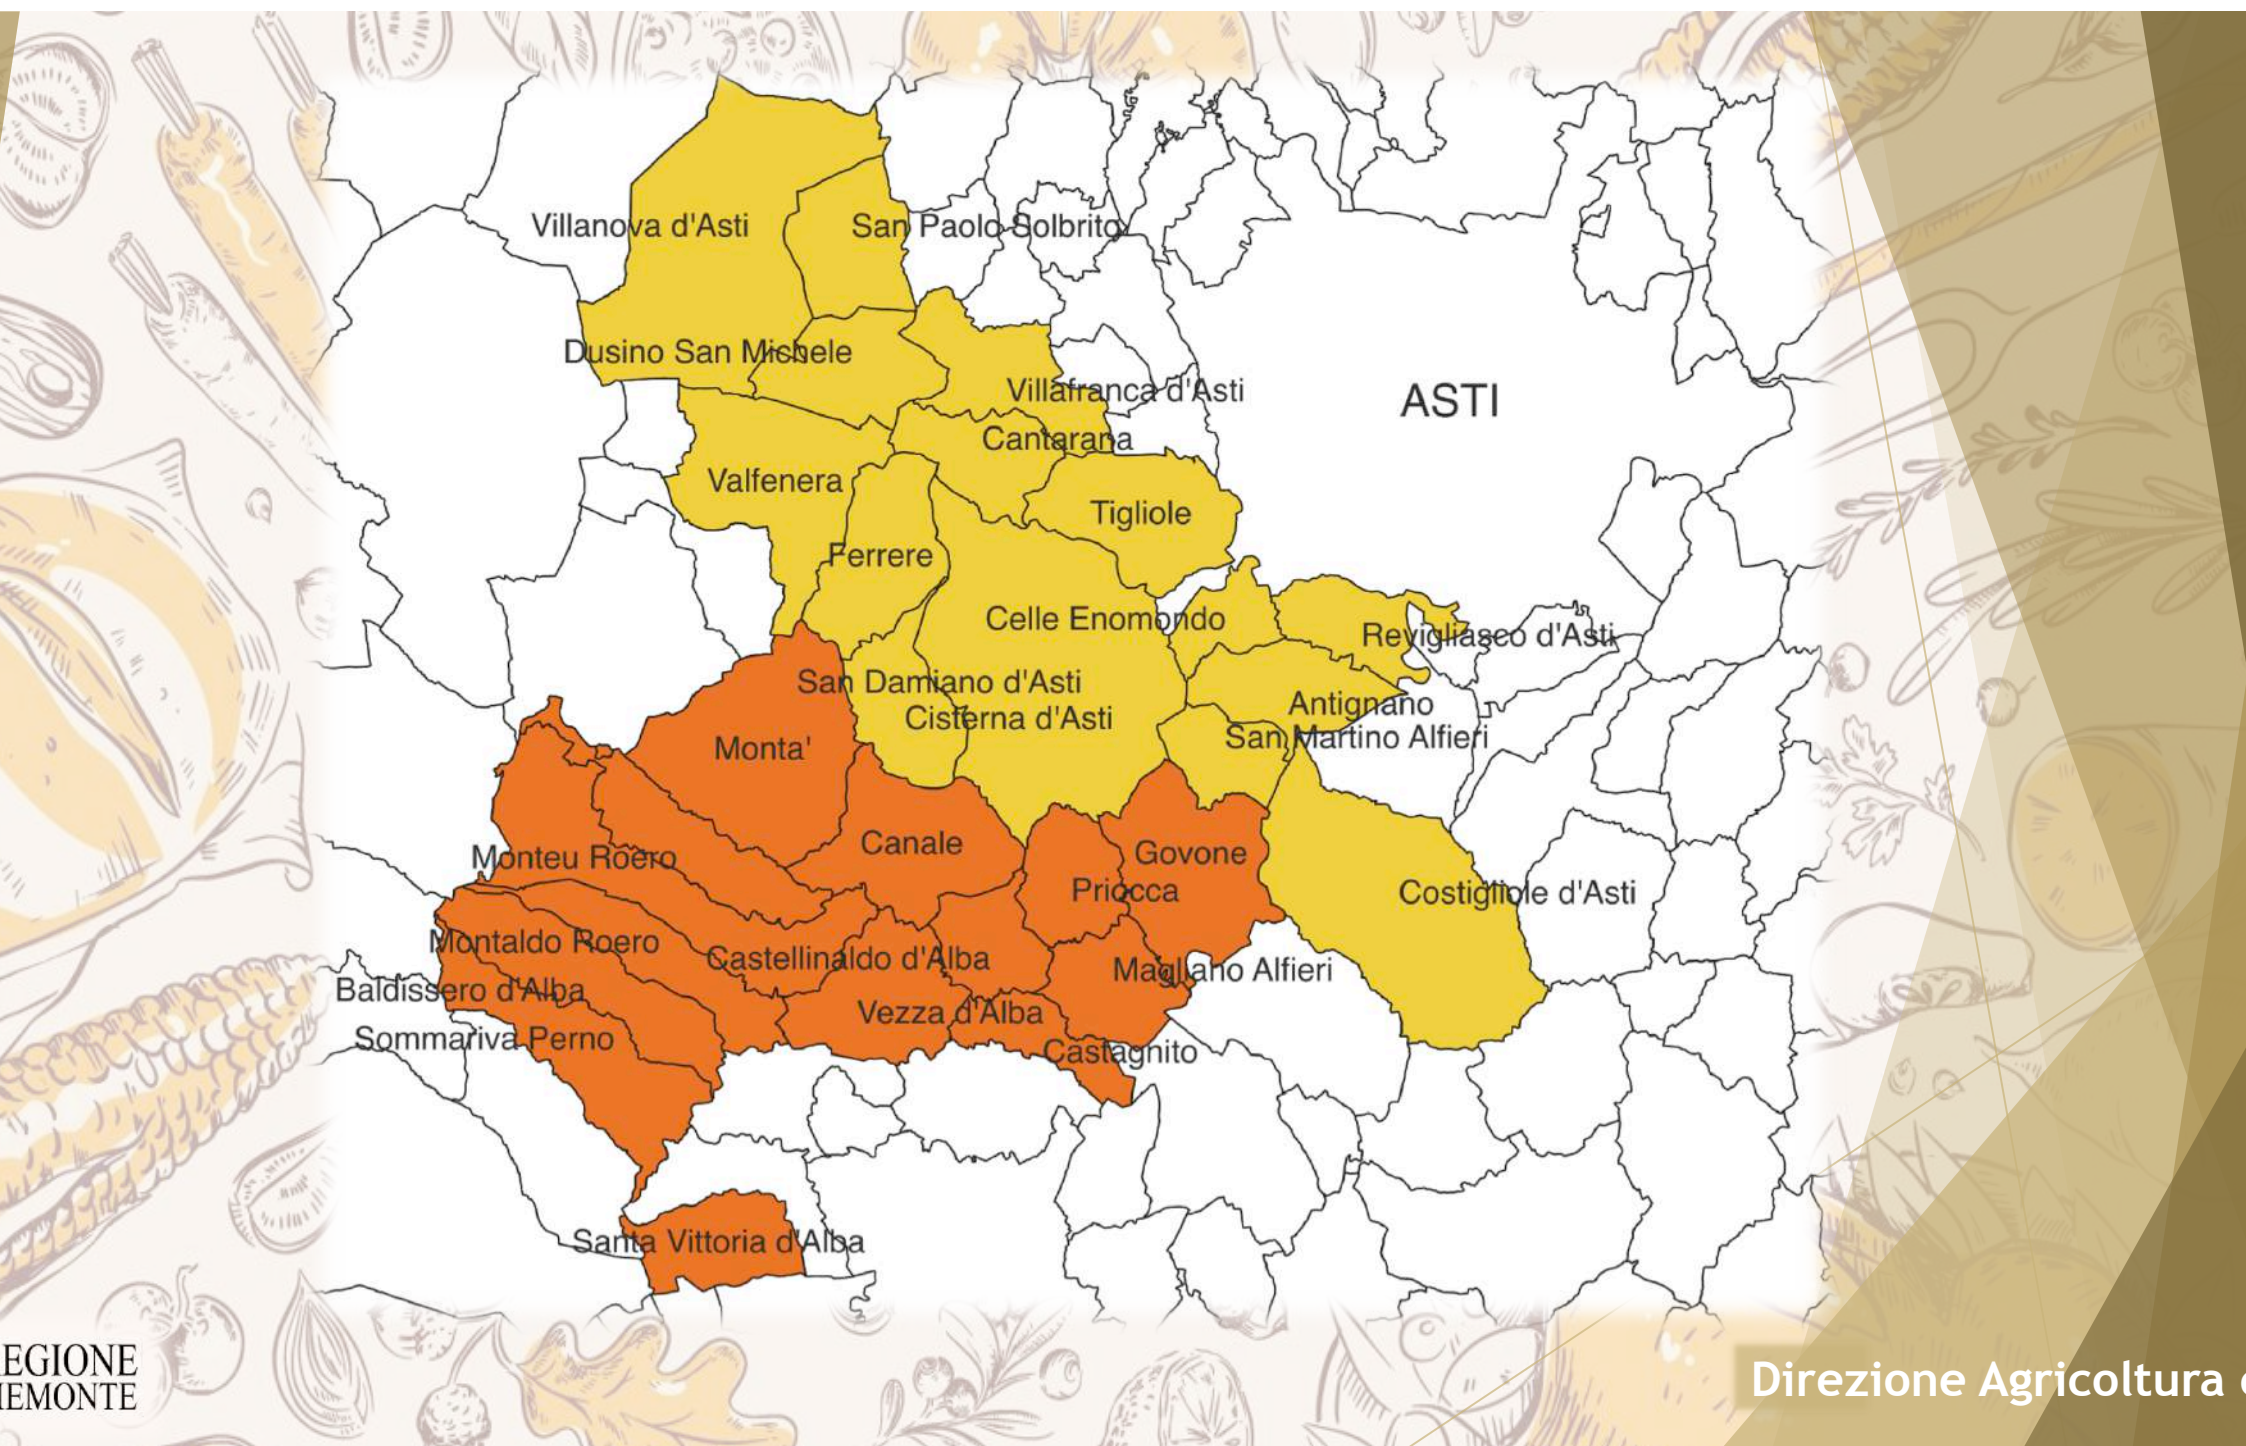 Villanova d'Asti
San Paolo Solbrito
Dusino San Michele
Villafranca d'Asti
ASTI
Cantarana
Valfenera
Tigliole
Ferrere
Celle Enomondo
Revigliasco d'Asti
San Damiano d'Asti
Antignano
Cisterna d'Asti
San Martino Alfieri
Monta'
Canale
Govone
Monteu Roero
Priocca
Costigliole d'Asti
Montaldo Roero
Castellinaldo d'Alba
Magliano Alfieri
Baldissero d'Alba
Vezza d'Alba
Sommariva Perno
Castagnito
Santa Vittoria d'Alba
EGIONE
IEMONTE
Direzione Agricoltura